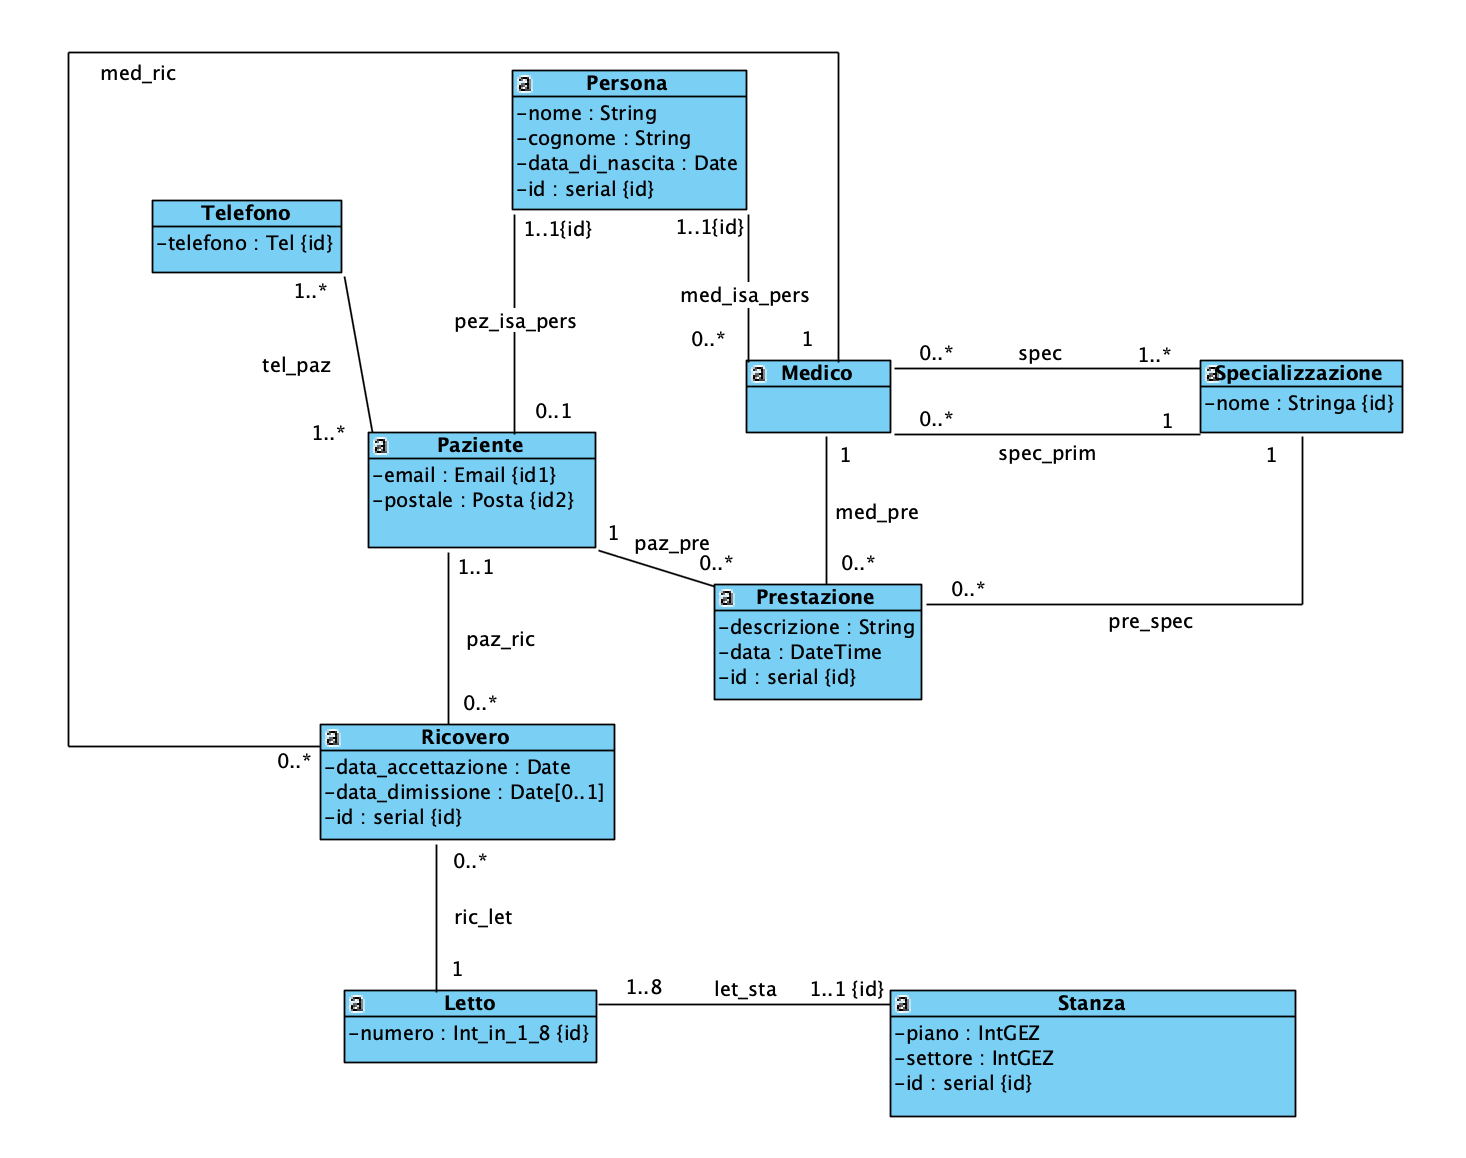 med_ric
a Persona
-nome : String
-cognome : String
-data_di_nascita : Date
-id : serial {id}
Telefono
-telefono : Tel {id}
1..1{id}
1..1{id}
1..*
med_isa_pers
pez_isa_pers
0..*
1
tel_paz
0..*
spec
1..*
a Medico
a Specializzazione
-nome : Stringa {id}
0..1
0..*
1
1..*
spec_prim
1
1
a Paziente
-email : Email {id1}
-postale : Posta {id2}
med_pre
1
paz_pre
0..*
0..*
1..1
0..*
a Prestazione
-descrizione : String
-data : DateTime
-id : serial {id}
pre_spec
paz_ric
0..*
a Ricovero
-data_accettazione : Date
-data_dimissione : Date[0..1]
-id : serial {id}
0..*
0..*
ric_let
1
1..8
let_sta
1..1 {id}
a Letto
-numero : Int_in_1_8 {id}
a Stanza
-piano : IntGEZ
-settore : IntGEZ
-id : serial {id}